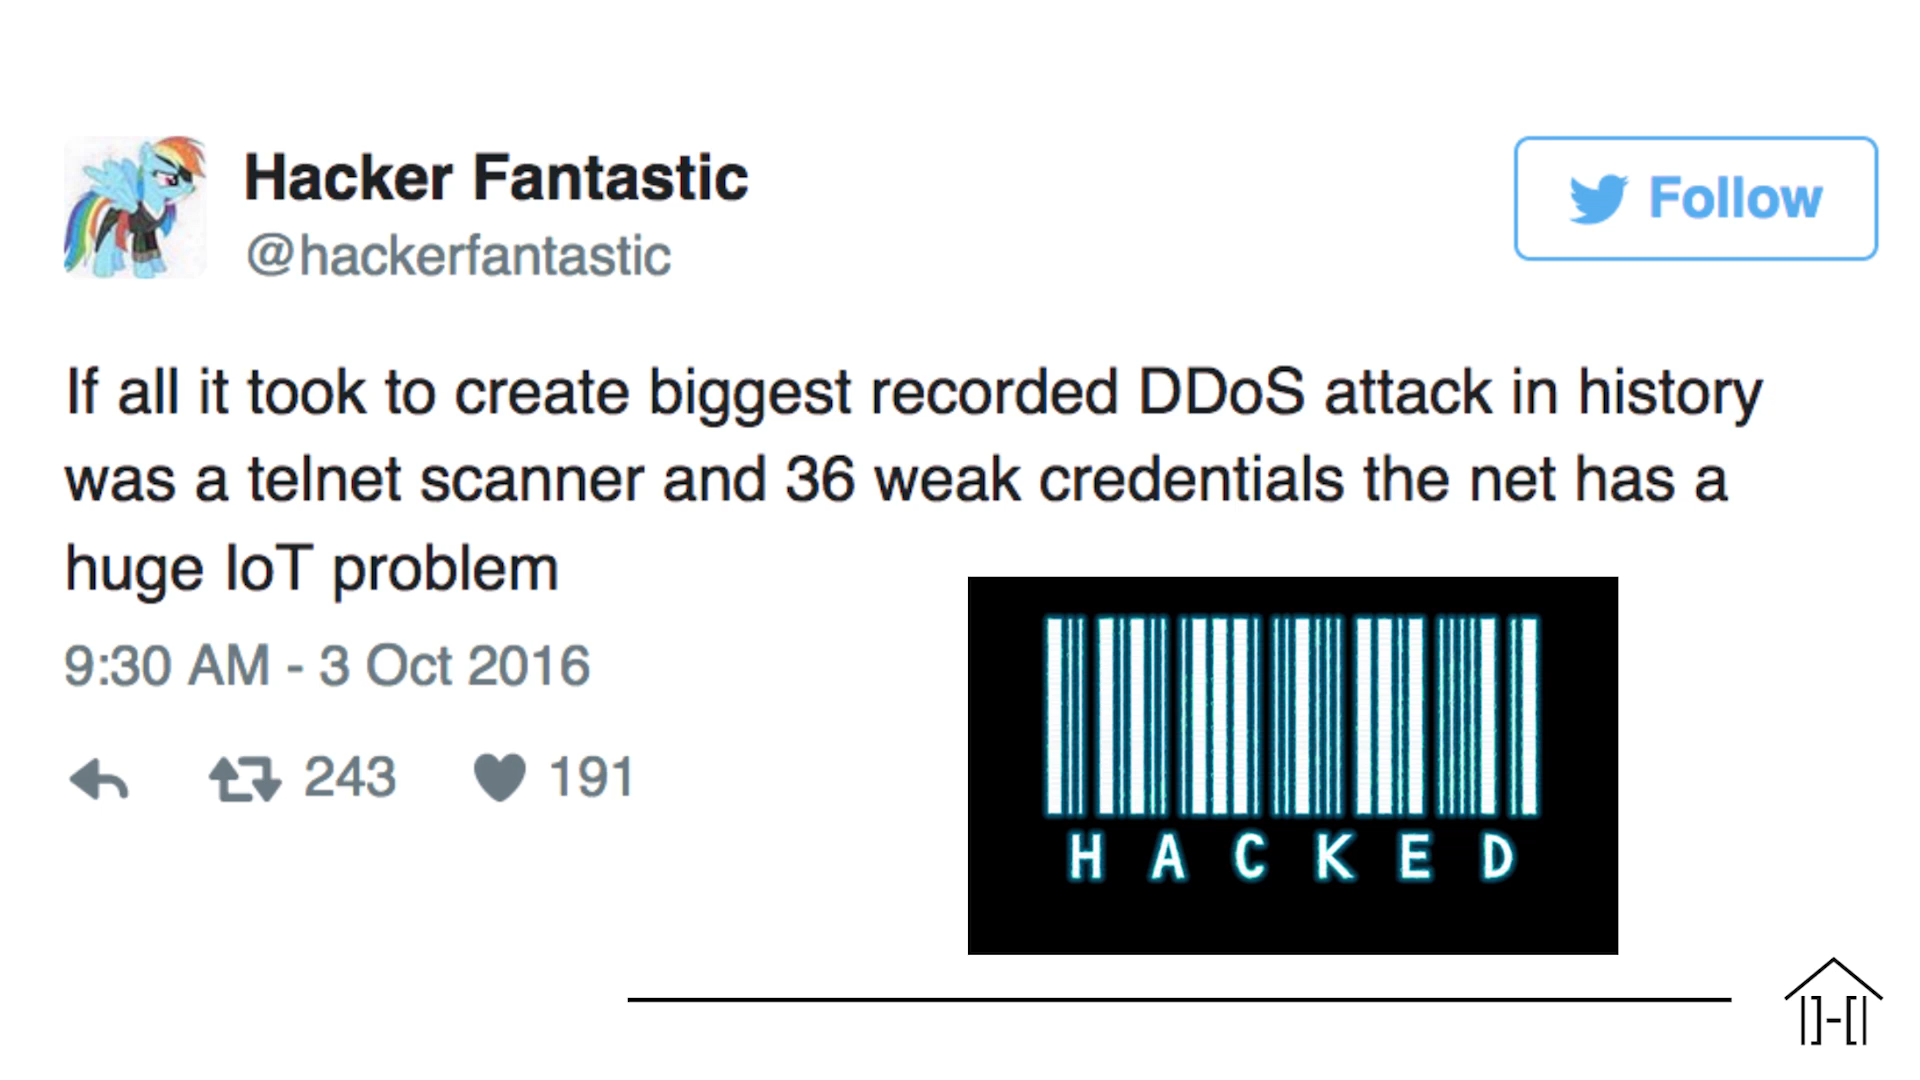 Hacker Fantastic
@hackerfantastic
Follow
If all it took to create biggest recorded DDoS attack in history
was a telnet scanner and 36 weak credentials the net has a
huge IoT problem
9:30 AM - 3 Oct 2016
243 191
H A C K E D
|]-[|